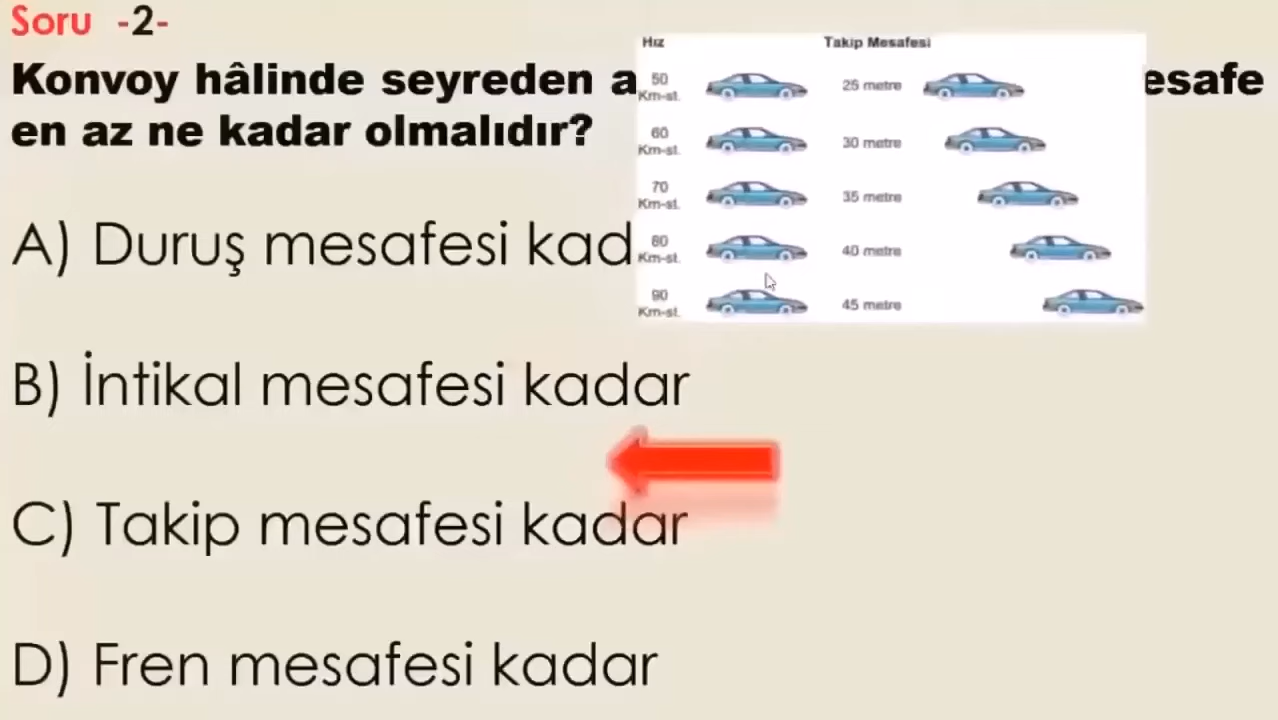 Soru -2-
Konvoy hâlinde seyreden a esafe
en az ne kadar olmalıdır?
A) Duruş mesafesi kad
B) İntikal mesafesi kadar
C) Takip mesafesi kadar
D) Fren mesafesi kadar
Hız Takip Mesafesi
50 Km-st. 25 metre
60 Km-st. 30 metre
70 Km-st. 35 metre
80 Km-st. 40 metre
90 Km-st. 45 metre